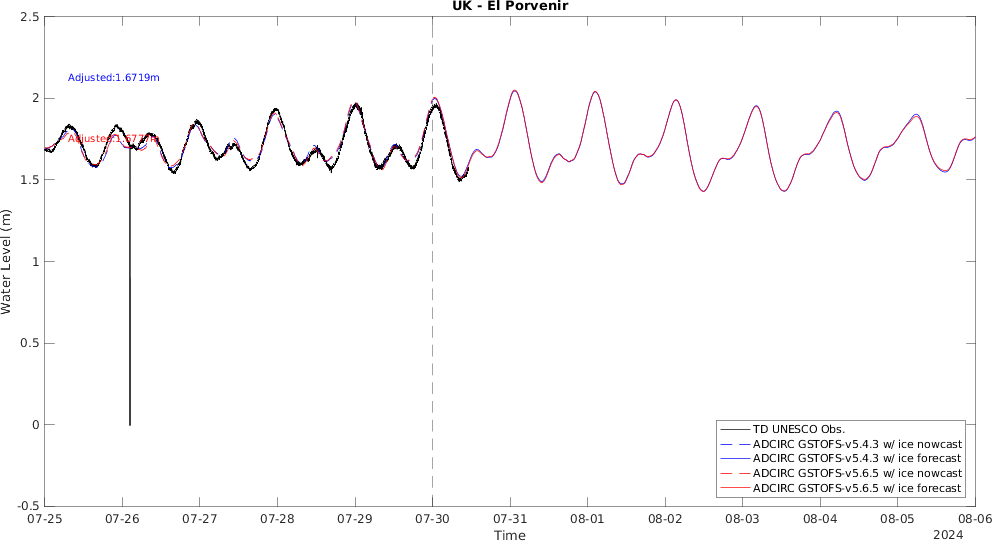 UK - El Porvenir
2.5
2
1.5
1
0.5
0
-0.5
Water Level (m)
Adjusted:1.6719m
TD UNESCO Obs.
ADCIRC GSTOFS-v5.4.3 w/ ice nowcast
ADCIRC GSTOFS-v5.4.3 w/ ice forecast
ADCIRC GSTOFS-v5.6.5 w/ ice nowcast
ADCIRC GSTOFS-v5.6.5 w/ ice forecast
07-25 07-26 07-27 07-28 07-29 07-30 07-31 08-01 08-02 08-03 08-04 08-05 08-06
Time
2024